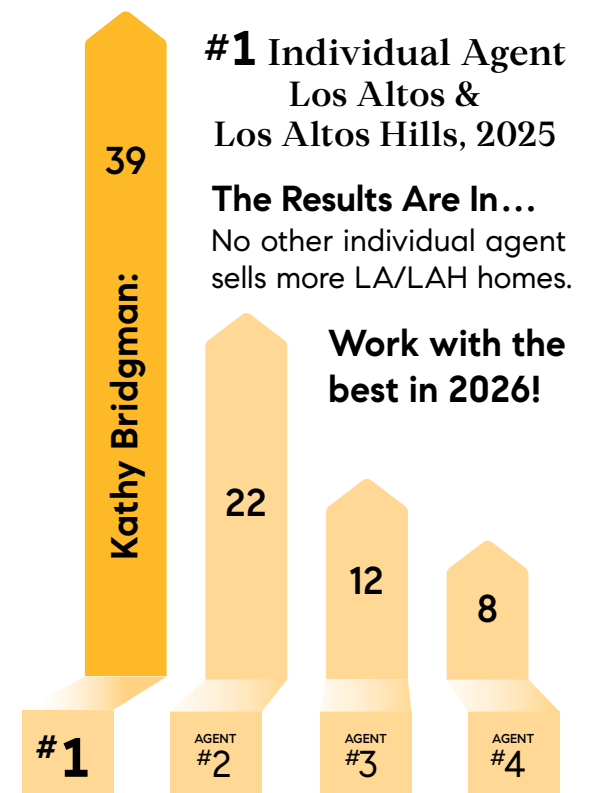 #1 Individual Agent
Los Altos &
Los Altos Hills, 2025
The Results Are In...
No other individual agent
sells more LA/LAH homes.
Work with the
best in 2026!
39
Kathy Bridgman:
22
12
8
#1
AGENT
#2
AGENT
#3
AGENT
#4